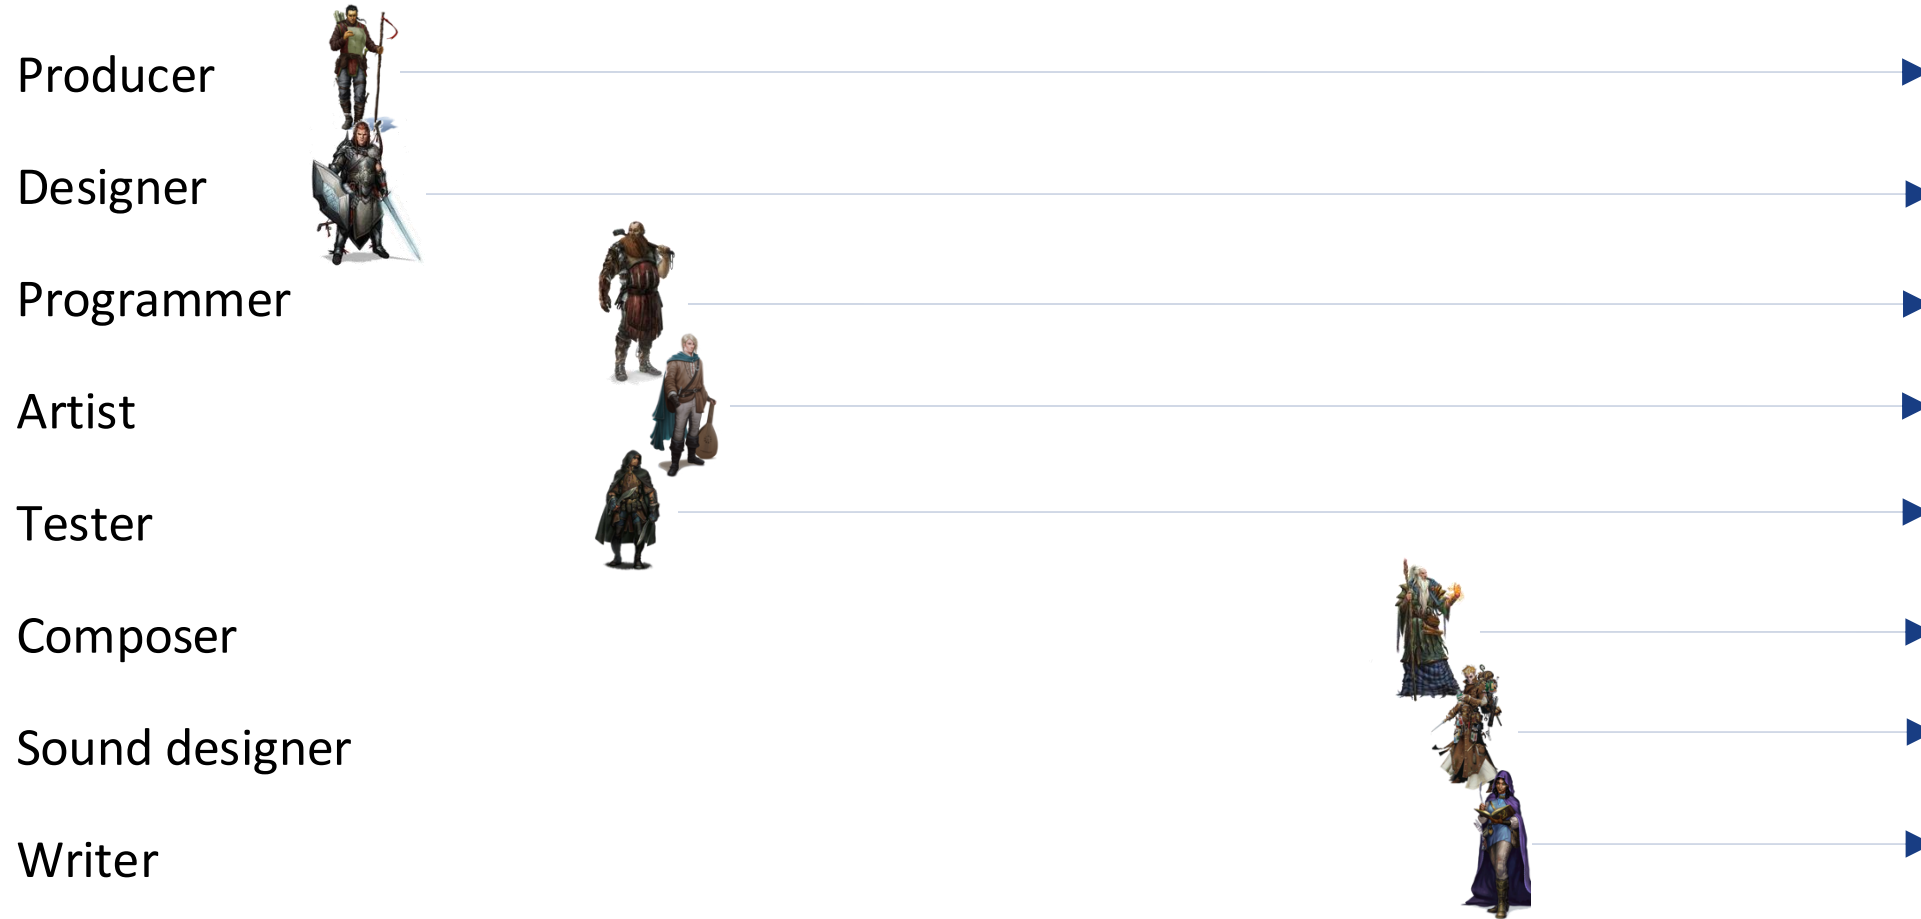 Producer
Designer
Programmer
Artist
Tester
Composer
Sound designer
Writer